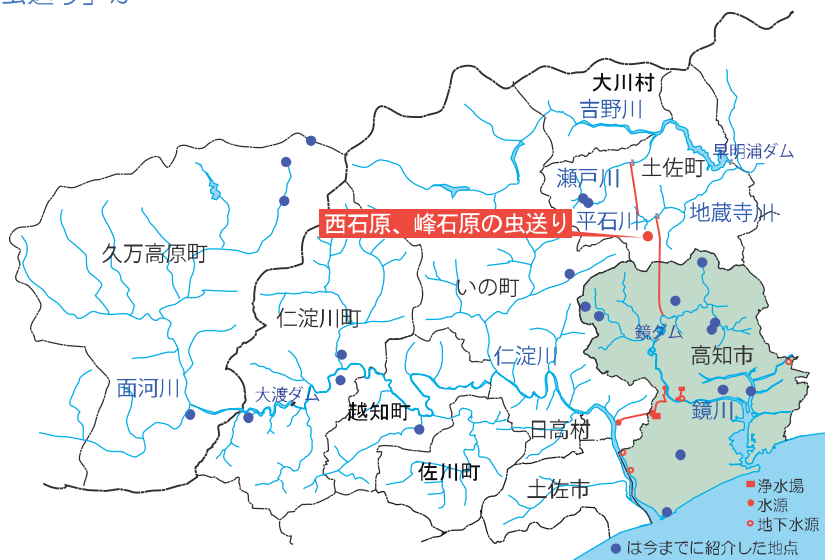 虫送り」が
大川村
吉野川
早明浦ダム
土佐町
瀬戸川
地蔵寺川
平石川
西石原、峰石原の虫送り
久万高原町
いの町
仁淀川町
鏡ダム
高知市
仁淀川
面河川
大渡ダム
越知町
鏡川
日高村
佐川町
土佐市
浄水場
水源
地下水源
は今までに紹介した地点